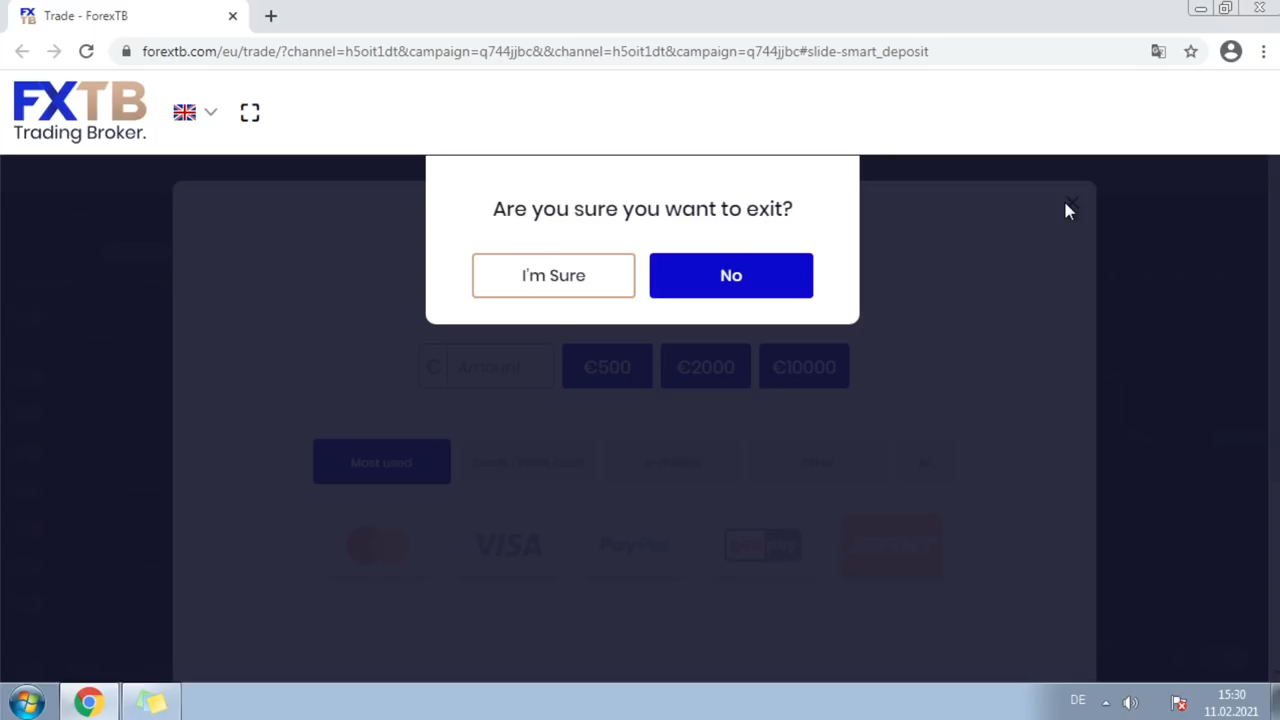 Trade - ForexTB
forextb.com/eu/trade/?channel=h5oit1dt&campaign=q744jjbc&&channel=h5oit1dt&campaign=q744jjbc#slide-smart_deposit
FXTB
Trading Broker.
Are you sure you want to exit?
I'm Sure No
€ Amount €500 €2000 €10000
Most used
VISA PayPal
DE 15:30
11.02.2021